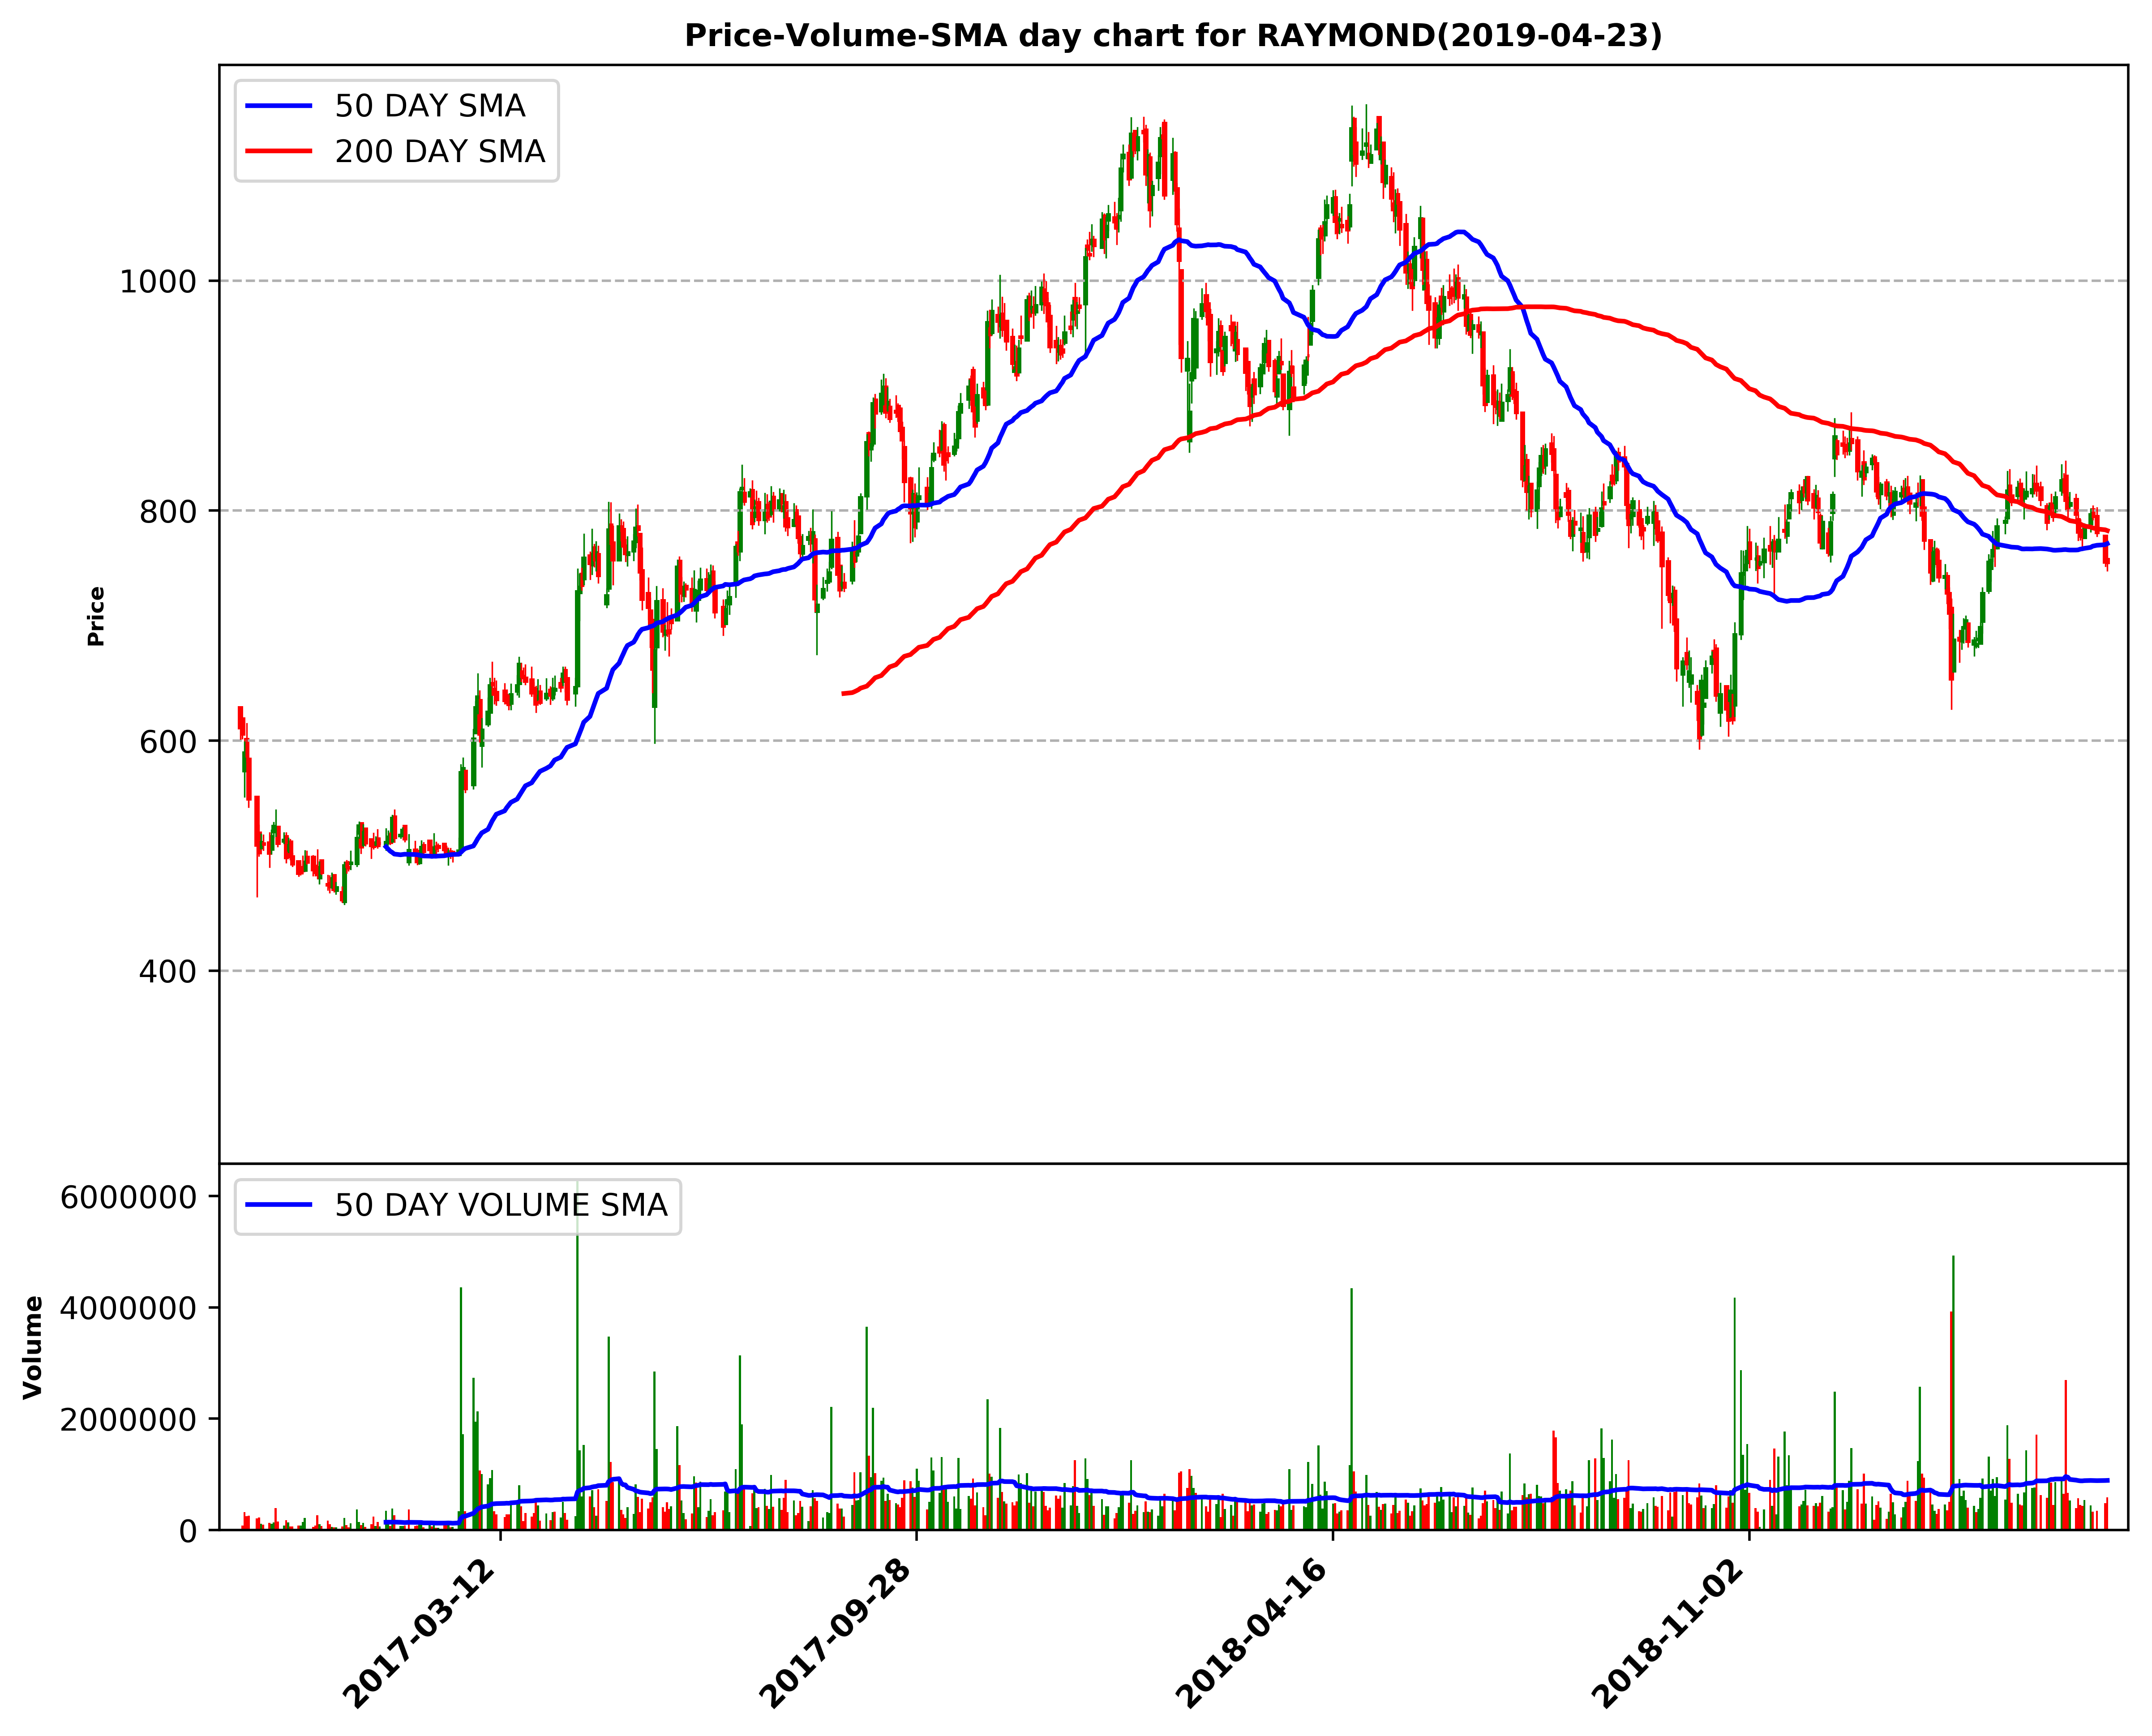 Price-Volume-SMA day chart for RAYMOND(2019-04-23)
50 DAY SMA
200 DAY SMA
1000
800
600
400
Price
50 DAY VOLUME SMA
6000000
4000000
2000000
0
Volume
2017-03-12
2017-09-28
2018-04-16
2018-11-02